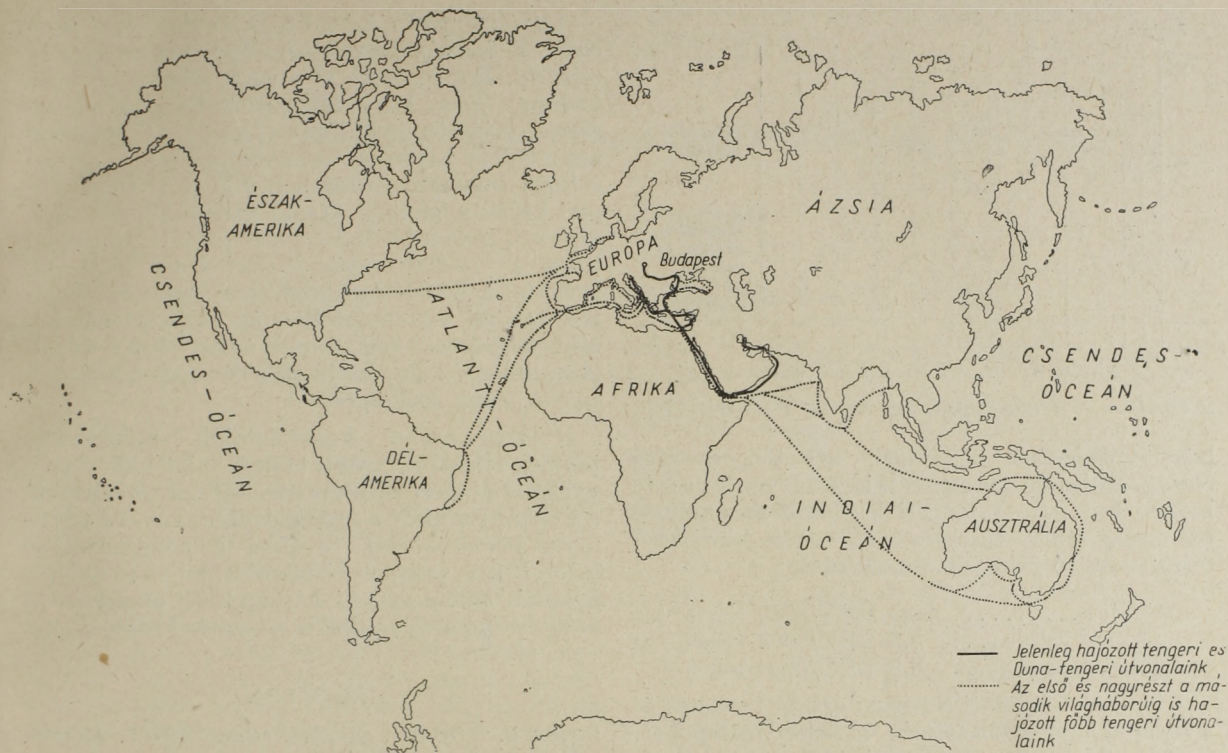 ÉSZAK-
AMERIKA
CSENDES-ÓCEÁN
ATLANTI-ÓCEÁN
DÉL-
AMERIKA
EURÓPA
Budapest
ÁZSIA
AFRIKA
CSENDES-
ÓCEÁN
INDIAI-
ÓCEÁN
AUSZTRÁLIA
Jelenleg hajózott tengeri és
Duna-tengeri útvonalaink
Az első és nagyrészt a má-
sodik világháborúig is ha-
józott főbb tengeri útvona-
laink